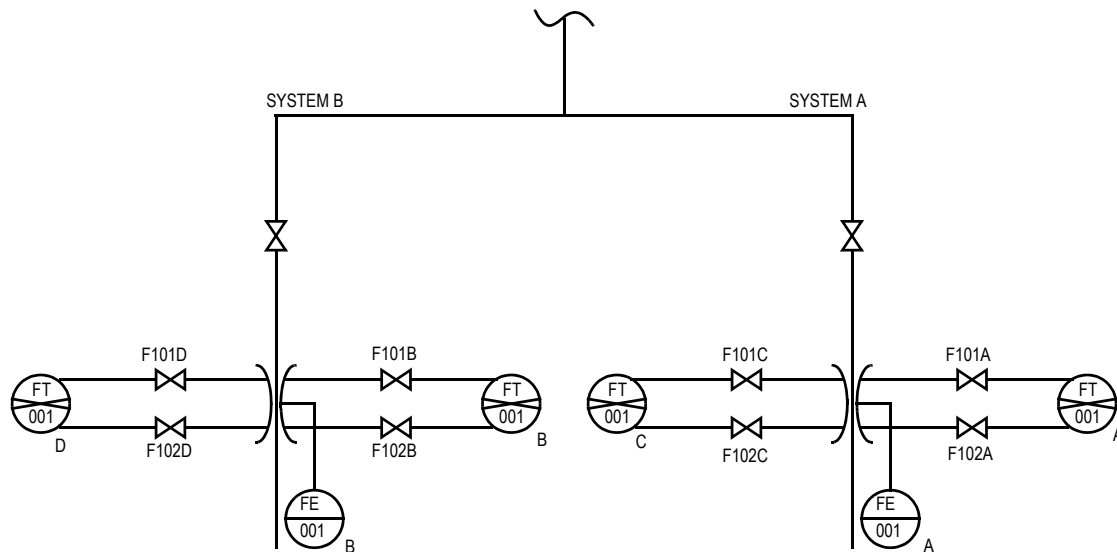 SYSTEM B
SYSTEM A
F101D
F101B
F101C
F101A
FT
001
D
FT
001
B
FT
001
C
FT
001
A
F102D
F102B
F102C
F102A
FE
001
B
FE
001
A